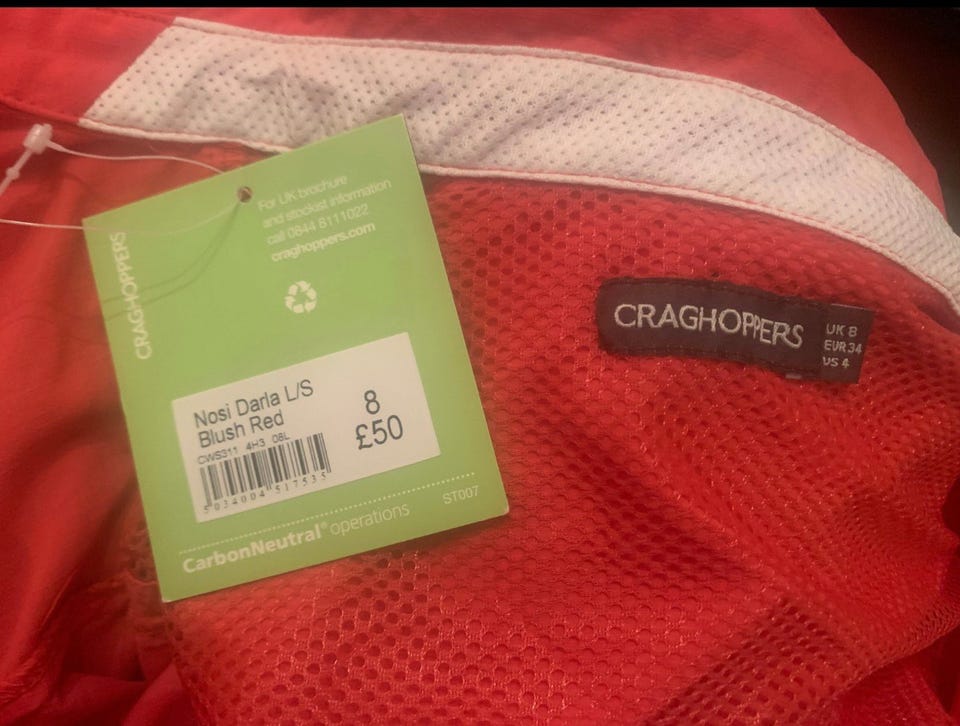 CRAGHOPPERS
For UK brochure
and stockist information
call 0844 8111022
craghoppers.com
Nosi Darla L/S
Blush Red
CWS311 4H3 08L
8
£50
5034004517535
CarbonNeutral® operations
ST007
CRAGHOPPERS
UK 8
EUR 34
US 4